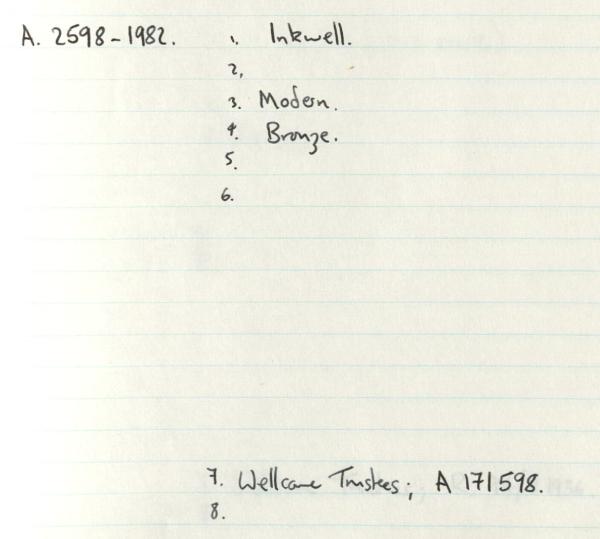 A. 2598-1982. 1. Inkwell.
2,
3. Modern.
4. Bronze.
5.
6.
7. Wellcome Trustees; A 171598.
8.